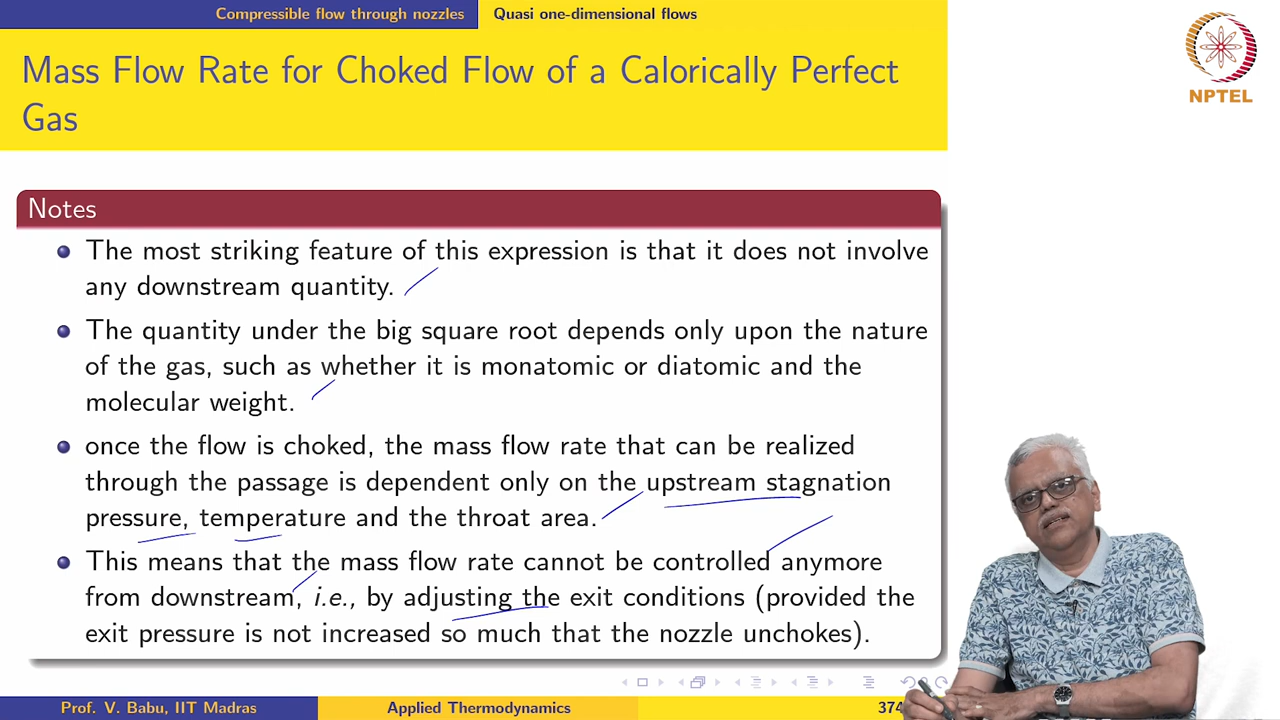 Compressible flow through nozzles Quasi one-dimensional flows
Mass Flow Rate for Choked Flow of a Calorically Perfect
Gas
NPTEL
Notes
The most striking feature of this expression is that it does not involve
any downstream quantity.
The quantity under the big square root depends only upon the nature
of the gas, such as whether it is monatomic or diatomic and the
molecular weight.
once the flow is choked, the mass flow rate that can be realized
through the passage is dependent only on the upstream stagnation
pressure, temperature and the throat area.
This means that the mass flow rate cannot be controlled anymore
from downstream, i.e., by adjusting the exit conditions (provided the
exit pressure is not increased so much that the nozzle unchokes).
Prof. V. Babu, IIT Madras Applied Thermodynamics 374